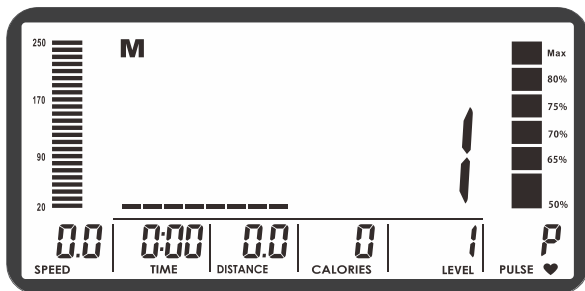 250
M
Max
80%
170
75%
1
70%
90
65%
20
50%
0.0
0:00
0.0
0
1
P
SPEED
TIME
DISTANCE
CALORIES
LEVEL
PULSE